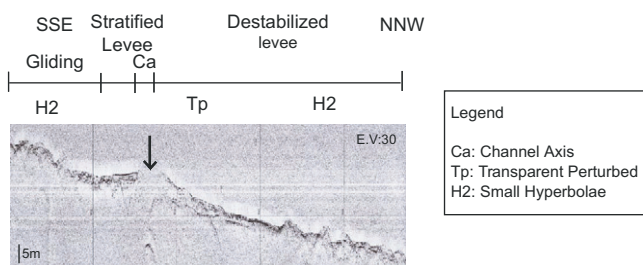 SSE Stratified Levee Destabilized levee NNW
Gliding Ca
H2 Tp H2
E.V:30
5m
Legend
Ca: Channel Axis
Tp: Transparent Perturbed
H2: Small Hyperbolae